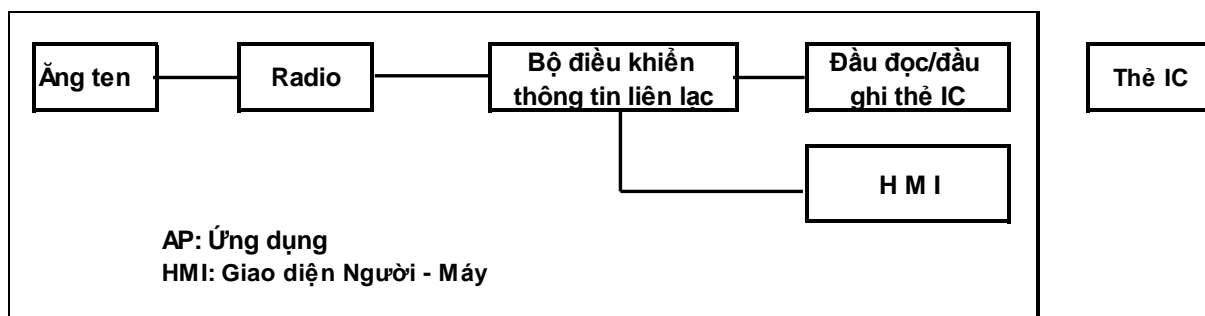 Ăng ten
Radio
Bộ điều khiển
thông tin liên lạc
Đầu đọc/đầu
ghi thẻ IC
Thẻ IC
H M I
AP: Ứng dụng
HMI: Giao diện Người - Máy